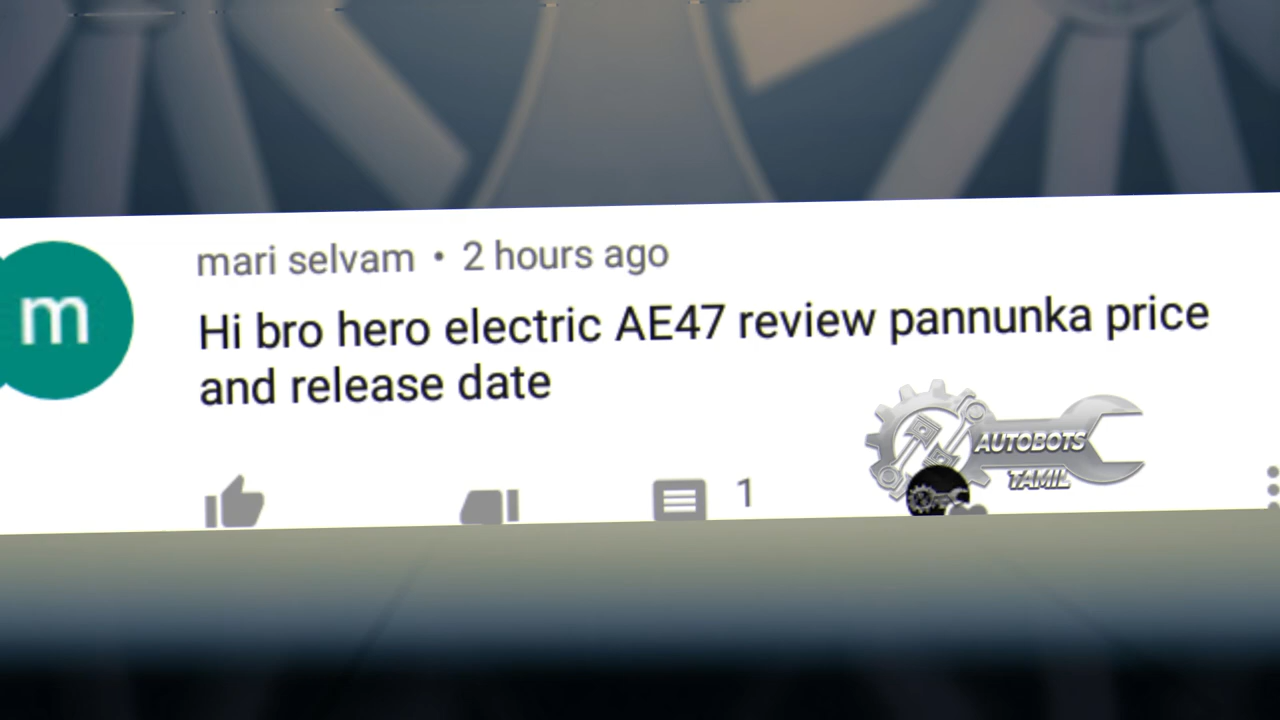 m
mari selvam • 2 hours ago
Hi bro hero electric AE47 review pannunka price
and release date
1
AUTOBOTS
TAMIL